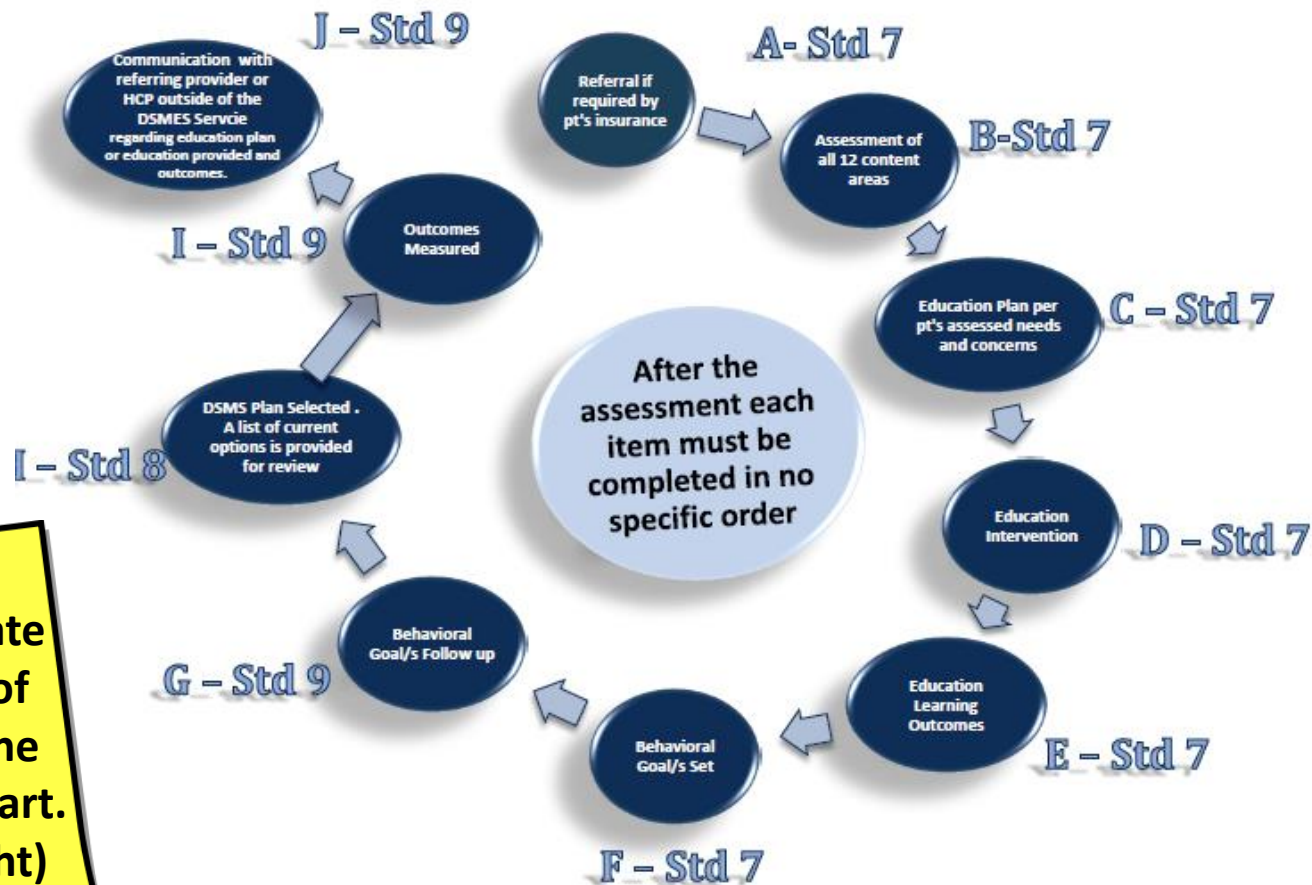 A- Std 7
Referral if
required by
pt's insurance
B-Std 7
Assessment of
all 12 content
areas
C – Std 7
Education Plan per
pt's assessed needs
and concerns
D – Std 7
Education
Intervention
E – Std 7
Education
Learning
Outcomes
F – Std 7
Behavioral
Goal/s Set
G – Std 9
Behavioral
Goal/s Follow up
I – Std 8
DSMS Plan Selected .
A list of current
options is provided
for review
I – Std 9
Outcomes
Measured
J – Std 9
Communication with
referring provider or
HCP outside of the
DSMES Servcie
regarding education plan
or education provided and
outcomes.
After the
assessment each
item must be
completed in no
specific order
of